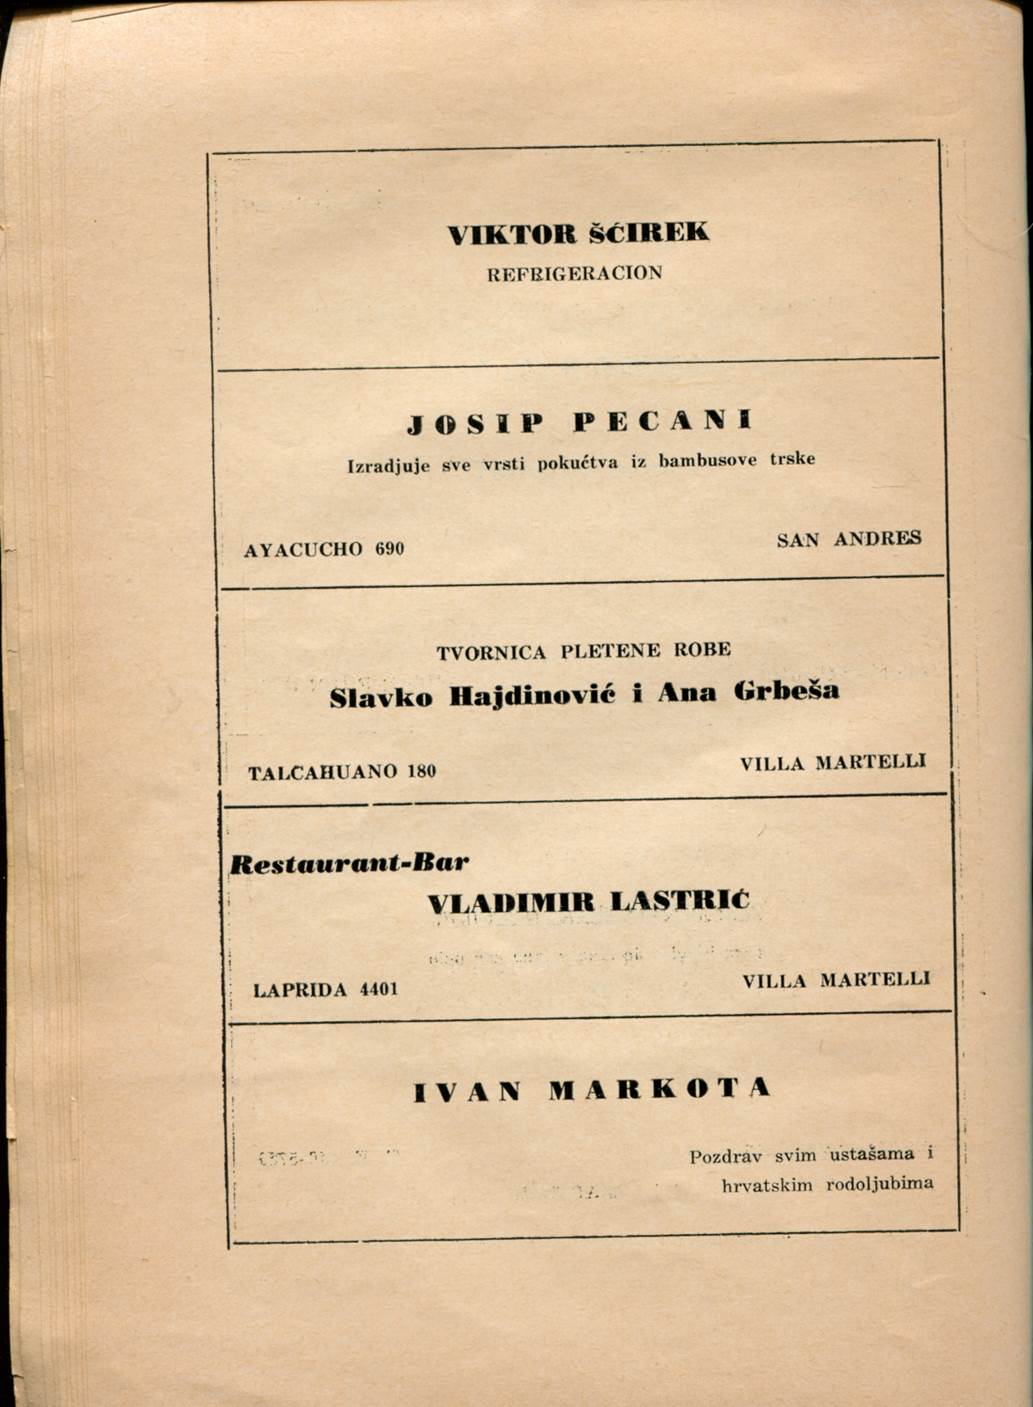 VIKTOR ŠĆIREK
REFRIGERACION
JOSIP PECANI
Izradjuje sve vrsti pokućtva iz bambusove trske
AYACUCHO 690 SAN ANDRES
TVORNICA PLETENE ROBE
Slavko Hajdinović i Ana Grbeša
TALCAHUANO 180 VILLA MARTELLI
Restaurant-Bar
VLADIMIR LASTRIĆ
LAPRIDA 4401 VILLA MARTELLI
IVAN MARKOTA
Pozdrav svim ustašama i
hrvatskim rodoljubima